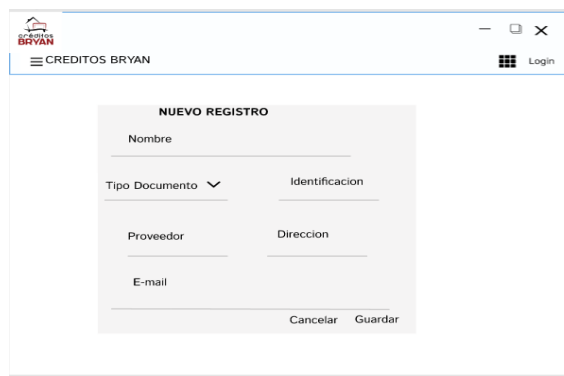 créditos
BRYAN
CREDITOS BRYAN
Login
NUEVO REGISTRO
Nombre
Tipo Documento
Identificacion
Proveedor
Direccion
E-mail
Cancelar
Guardar